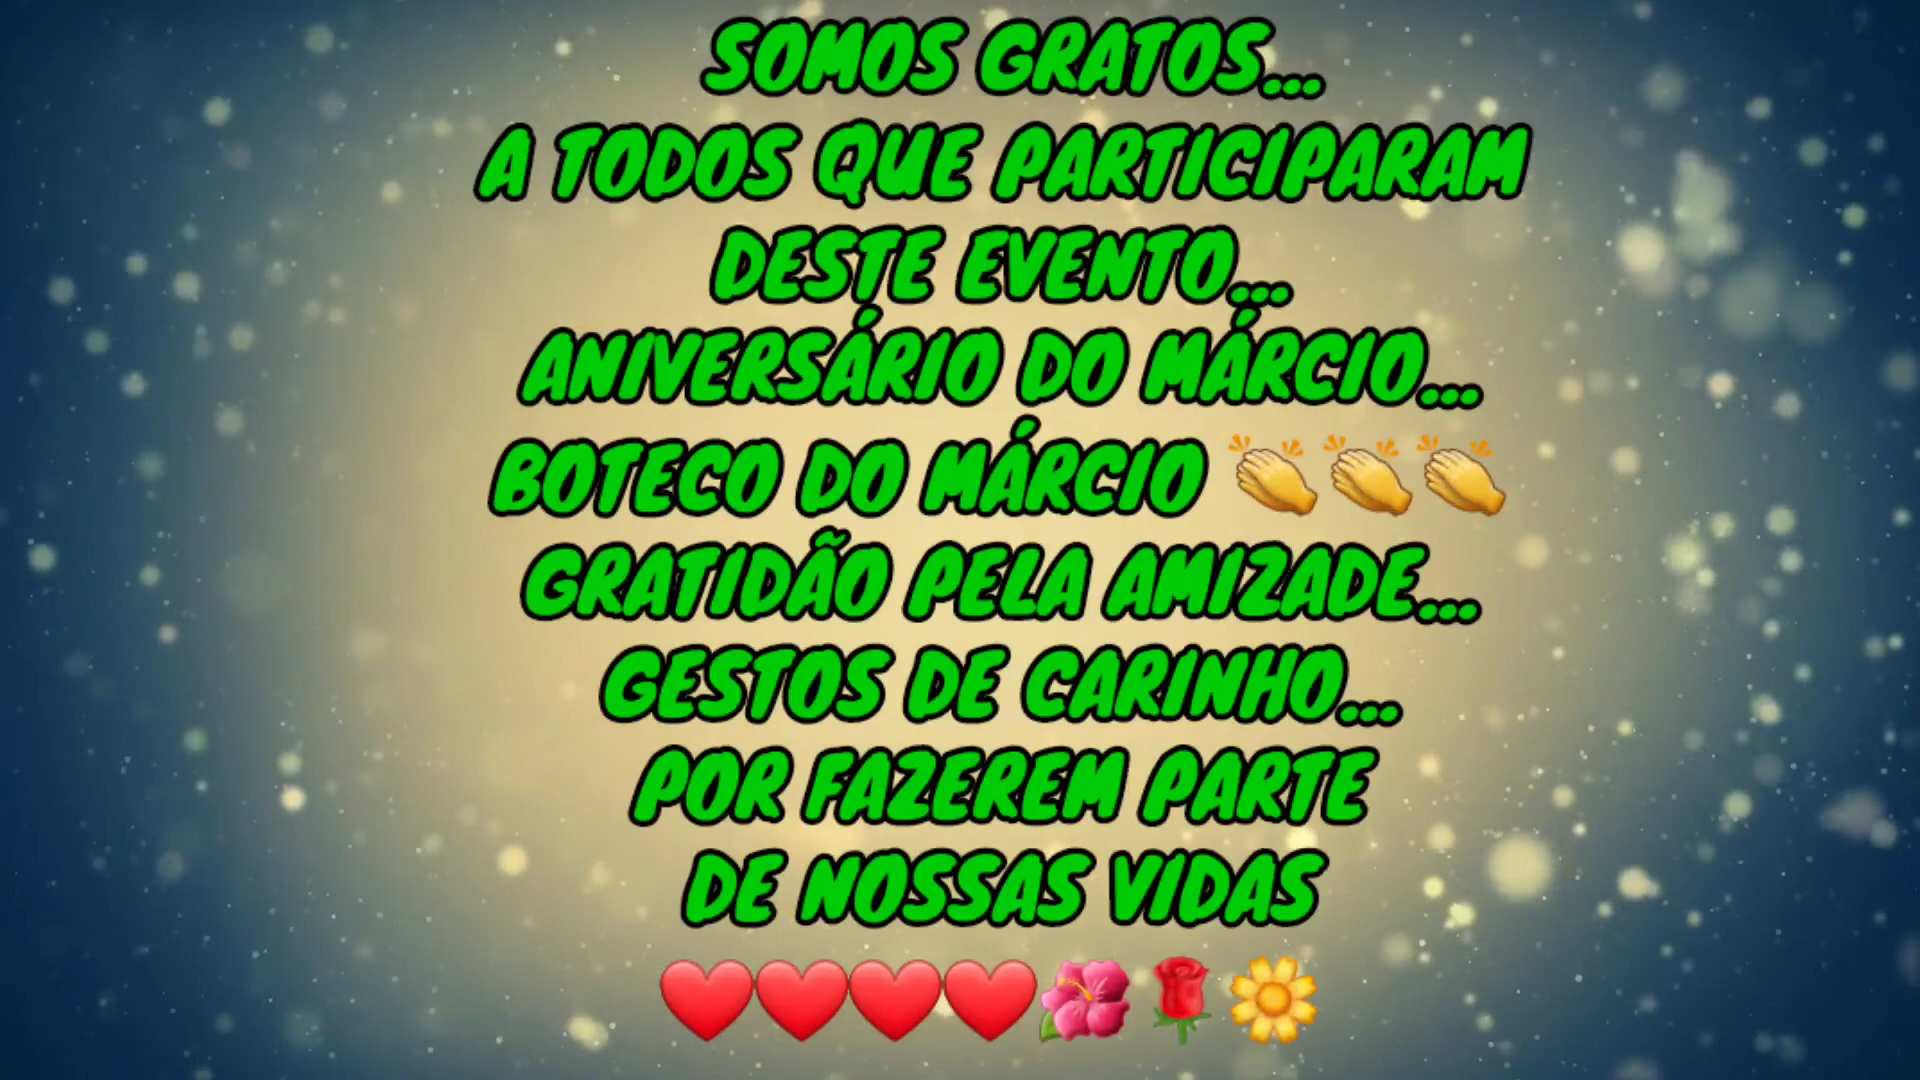 SOMOS GRATOS...
A TODOS QUE PARTICIPARAM
DESTE EVENTO...
ANIVERSÁRIO DO MÁRCIO...
BOTECO DO MÁRCIO 👏👏👏
GRATIDÃO PELA AMIZADE...
GESTOS DE CARINHO...
POR FAZEREM PARTE
DE NOSSAS VIDAS
❤️❤️❤️❤️🌺🌹🌼